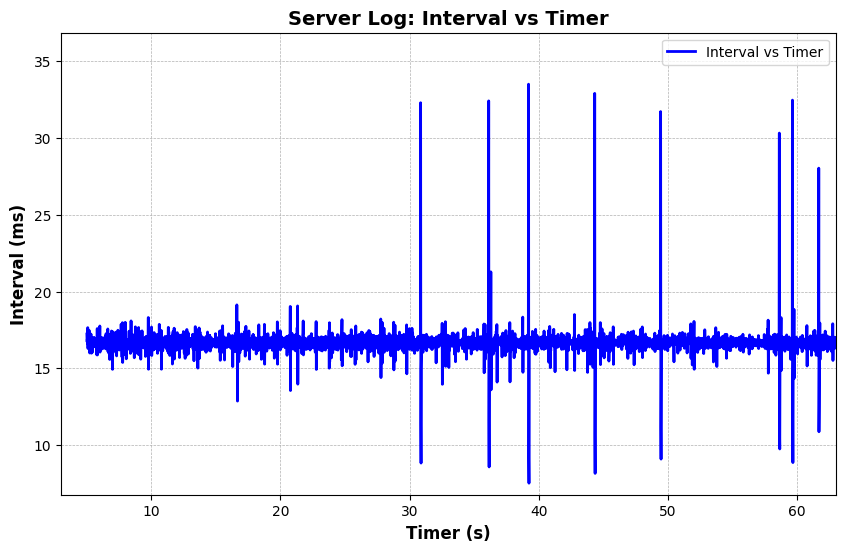 Server Log: Interval vs Timer
Interval vs Timer
35
30
25
20
15
10
Interval (ms)
10 20 30 40 50 60
Timer (s)